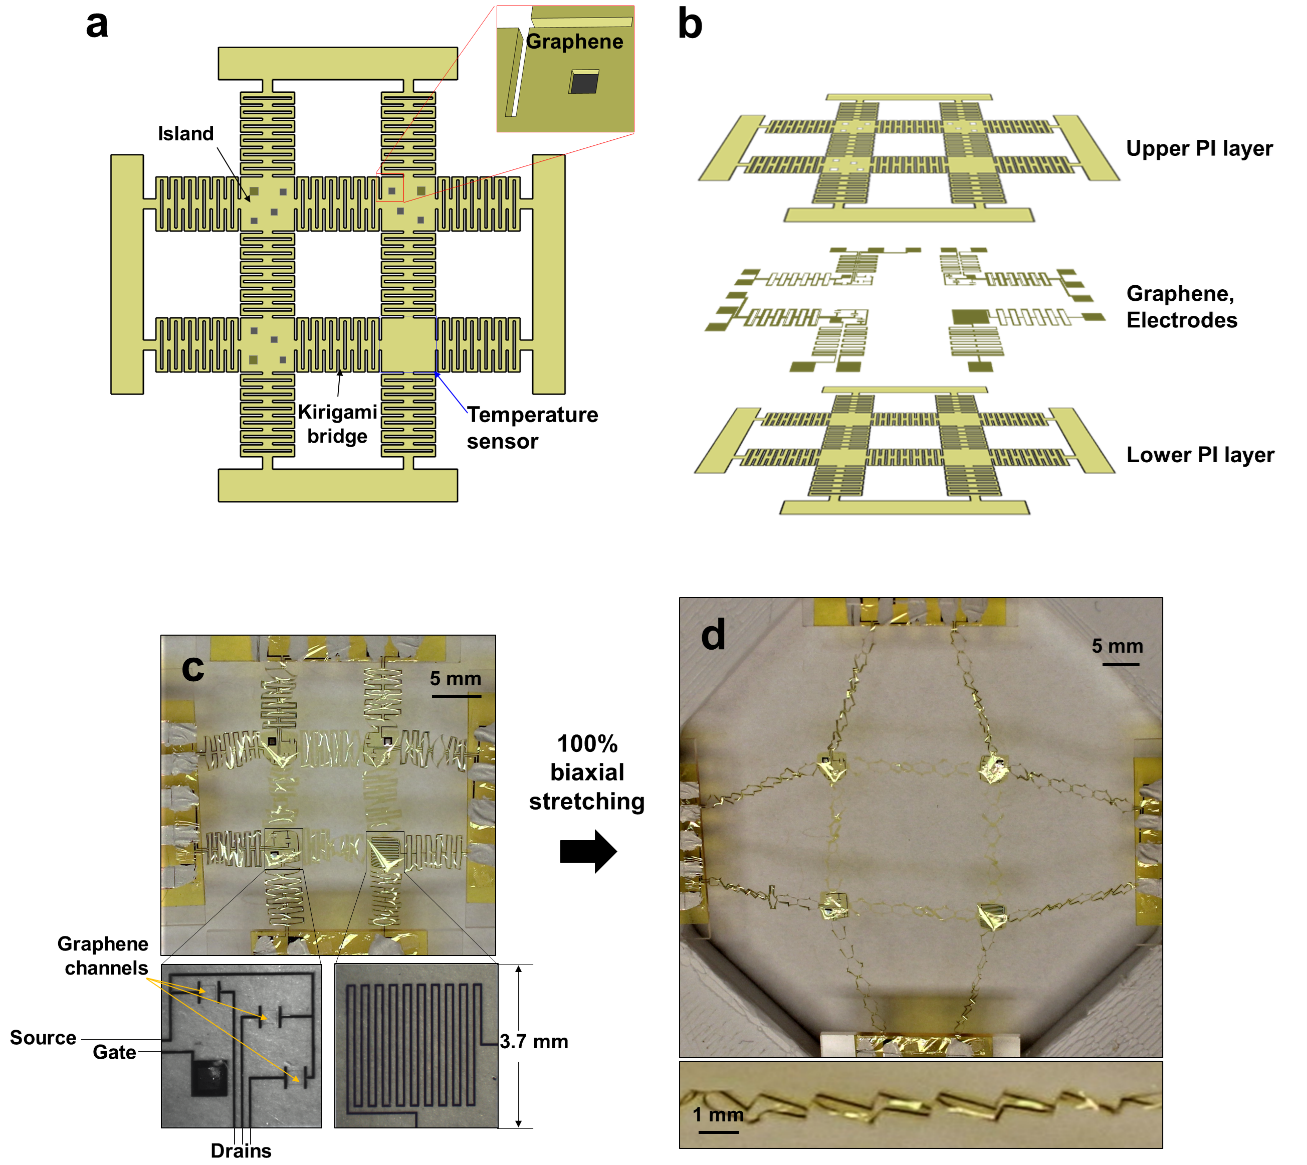 a
Graphene
Island
Kirigami
bridge
Temperature
sensor
b
Upper PI layer
Graphene,
Electrodes
Lower PI layer
c
5 mm
Graphene
channels
Source
Gate
Drains
3.7 mm
100%
biaxial
stretching
d
5 mm
1 mm